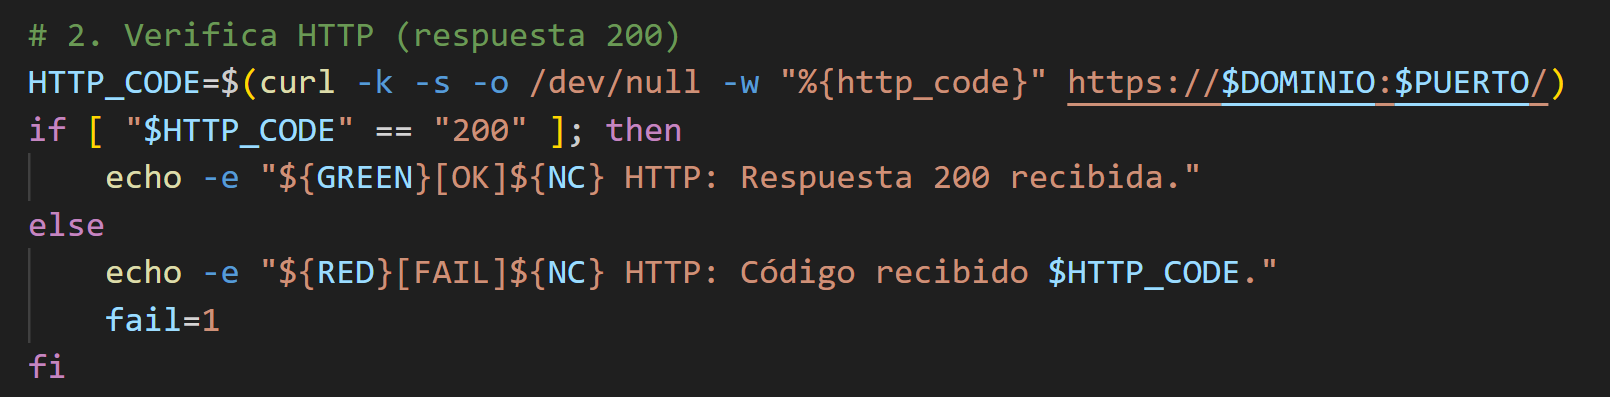 # 2. Verifica HTTP (respuesta 200)
HTTP_CODE=$(curl -k -s -o /dev/null -w "%{http_code}" https://$DOMINIO:$PUERTO/)
if [ "$HTTP_CODE" == "200" ]; then
    echo -e "${GREEN}[OK]${NC} HTTP: Respuesta 200 recibida."
else
    echo -e "${RED}[FAIL]${NC} HTTP: Código recibido $HTTP_CODE."
    fail=1
fi